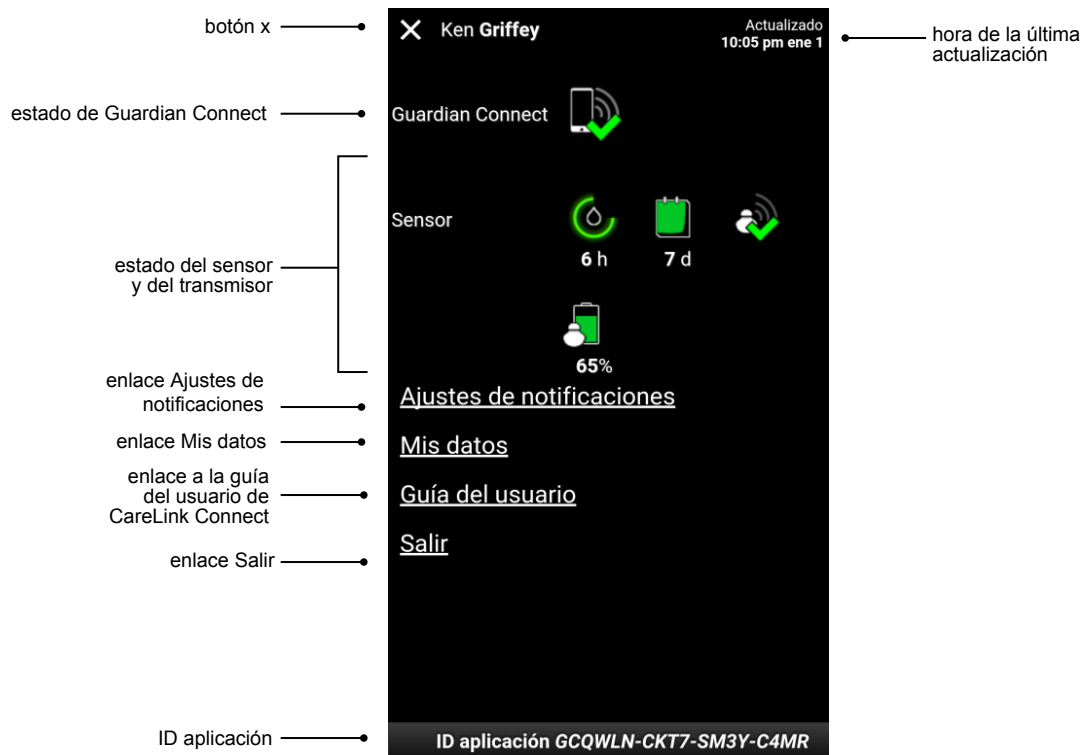 botón x
Ken Griffey
Actualizado
10:05 pm ene 1
hora de la última
actualización
estado de Guardian Connect
Guardian Connect
Sensor
6 h
7 d
estado del sensor
y del transmisor
65%
enlace Ajustes de
notificaciones
Ajustes de notificaciones
enlace Mis datos
Mis datos
enlace a la guía
del usuario de
CareLink Connect
Guía del usuario
enlace Salir
Salir
ID aplicación
ID aplicación GCQWLN-CKT7-SM3Y-C4MR